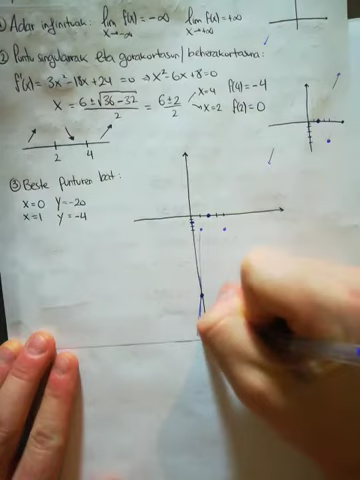 ① Adar infinituak: lim x→-∞ f(x) = -∞ lim x→+∞ f(x) = +∞
② Puntu singularrak eta gorakortasun/beherakortasuna:
f'(x) = 3x² - 18x + 24 = 0 → x² - 6x + 8 = 0
x = (6 ± √(36 - 32))/2 = (6 ± 2)/2
x = 4 f(4) = -4
x = 2 f(2) = 0
2 4
③ Beste punturen bat:
x=0 y=-20
x=1 y=-4